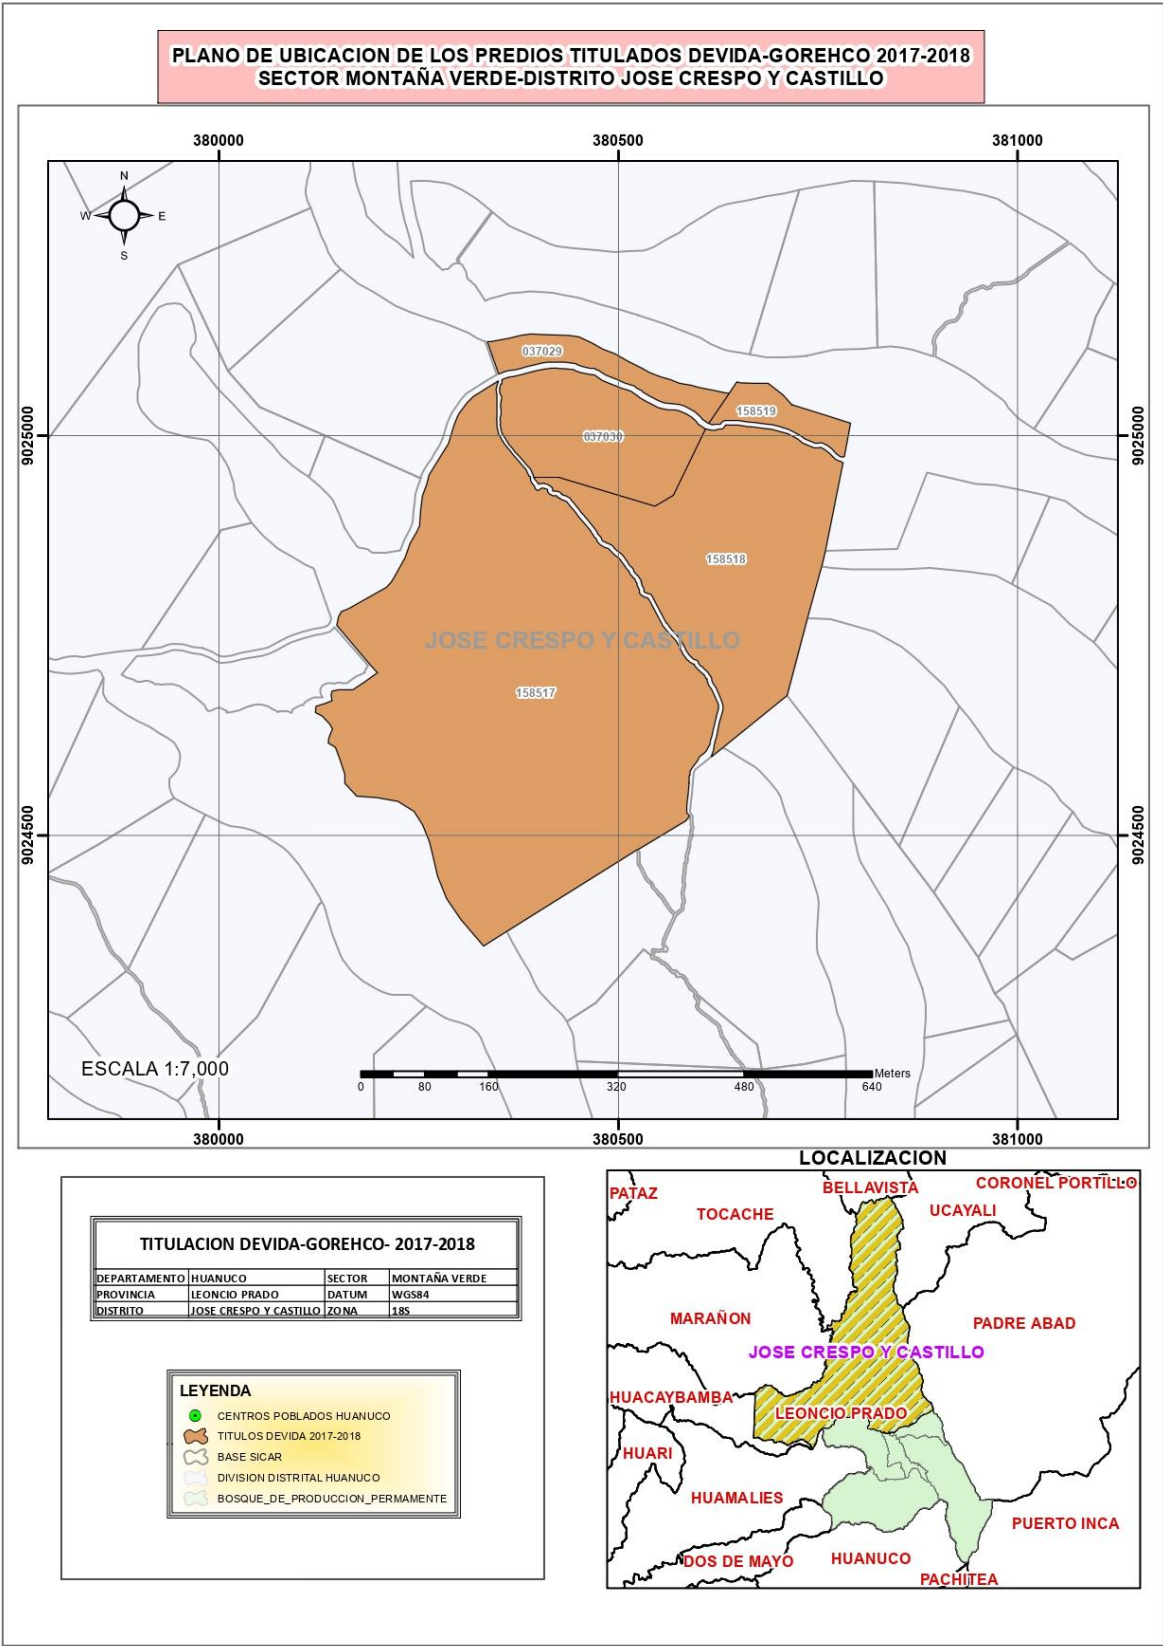 PLANO DE UBICACION DE LOS PREDIOS TITULADOS DEVIDA-GOREHCO 2017-2018
SECTOR MONTAÑA VERDE-DISTRITO JOSE CRESPO Y CASTILLO
380000 380500 381000
N
W E
S
037029
158519
9025000 037030 9025000
158518
JOSE CRESPO Y CASTILLO
158517
9024500 9024500
ESCALA 1:7,000
Meters
0 80 160 320 480 640
380000 380500 381000
TITULACION DEVIDA-GOREHCO- 2017-2018
DEPARTAMENTO HUANUCO SECTOR MONTAÑA VERDE
PROVINCIA LEONCIO PRADO DATUM WGS84
DISTRITO JOSE CRESPO Y CASTILLO ZONA 18S
LEYENDA
CENTROS POBLADOS HUANUCO
TITULOS DEVIDA 2017-2018
BASE SICAR
DIVISION DISTRITAL HUANUCO
BOSQUE_DE_PRODUCCION_PERMAMENTE
LOCALIZACION
PATAZ
BELLAVISTA
CORONEL PORTILLO
TOCACHE
UCAYALI
MARAÑON
PADRE ABAD
JOSE CRESPO Y CASTILLO
HUACAYBAMBA
LEONCIO PRADO
HUARI
HUAMALIES
PUERTO INCA
DOS DE MAYO
HUANUCO
PACHITEA